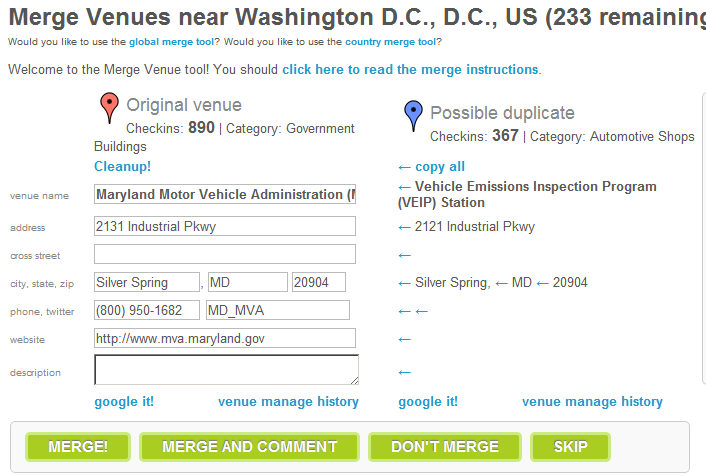 Merge Venues near Washington D.C., D.C., US (233 remaining
Would you like to use the global merge tool? Would you like to use the country merge tool?
Welcome to the Merge Venue tool! You should click here to read the merge instructions.
Original venue
Checkins: 890 | Category: Government
Buildings
Cleanup!
Possible duplicate
Checkins: 367 | Category: Automotive Shops
← copy all
venue name Maryland Motor Vehicle Administration (M ← Vehicle Emissions Inspection Program
(VEIP) Station
address 2131 Industrial Pkwy ← 2121 Industrial Pkwy
cross street ←
city, state, zip Silver Spring , MD 20904 ← Silver Spring, ← MD ← 20904
phone, twitter (800) 950-1682 MD_MVA ← ←
website http://www.mva.maryland.gov ←
description ←
google it! venue manage history google it! venue manage history
MERGE! MERGE AND COMMENT DON'T MERGE SKIP